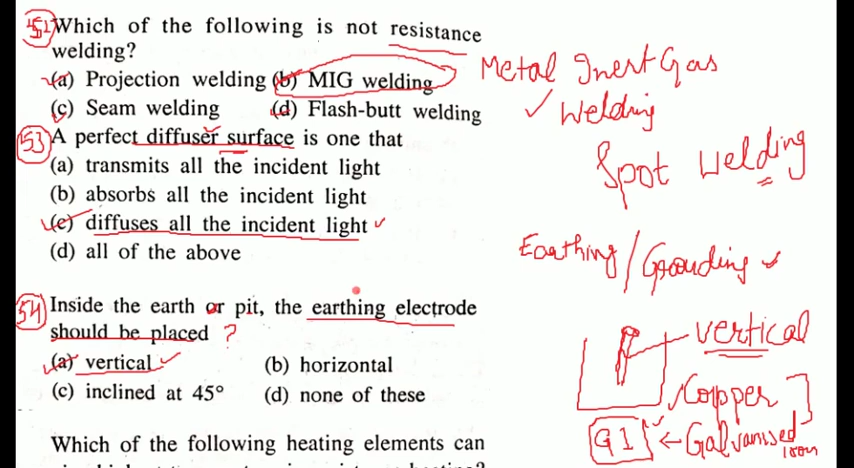 51 Which of the following is not resistance
welding?
(a) Projection welding (b) MIG welding
(c) Seam welding (d) Flash-butt welding
Metal Inert Gas
Welding
Spot Welding
53 A perfect diffuser surface is one that
(a) transmits all the incident light
(b) absorbs all the incident light
(c) diffuses all the incident light
(d) all of the above
Earthing / Grounding
54 Inside the earth or pit, the earthing electrode
should be placed ?
(a) vertical (b) horizontal
(c) inclined at 45° (d) none of these
vertical
Copper
GI ← Galvanised
iron
Which of the following heating elements can